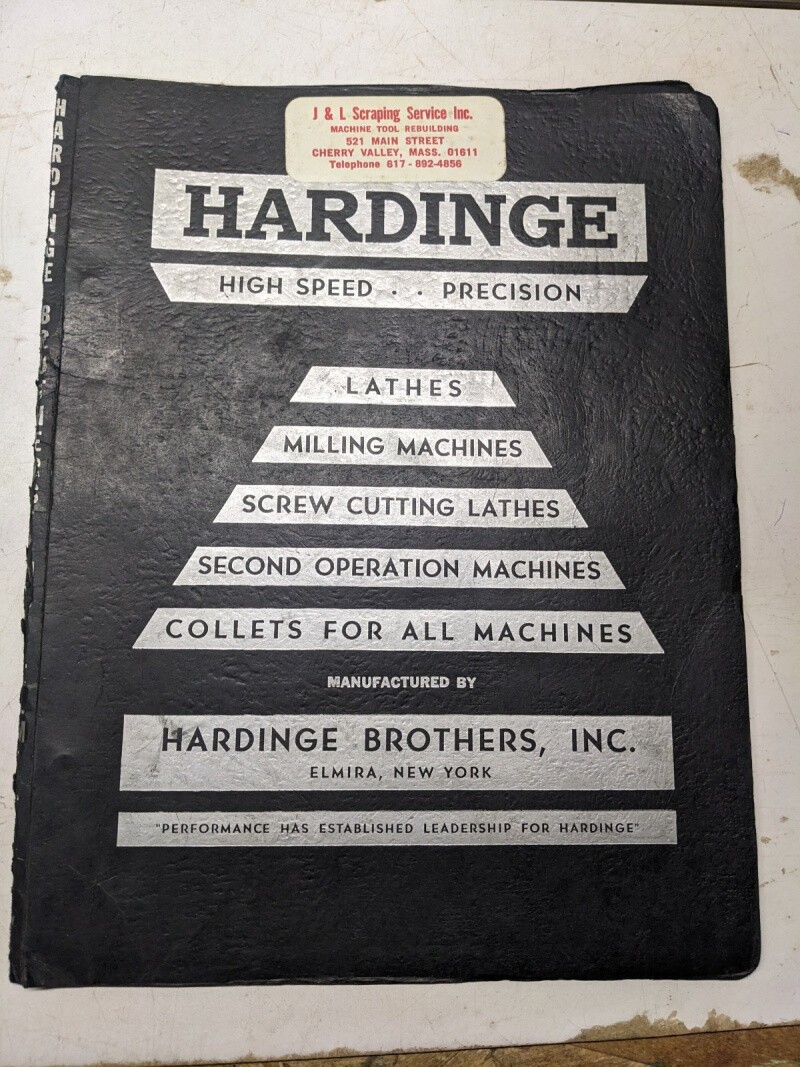 J & L Scraping Service Inc.
MACHINE TOOL REBUILDING
521 MAIN STREET
CHERRY VALLEY, MASS. 01611
Telephone 617-892-4856
HARDINGE
HIGH SPEED . . PRECISION
LATHES
MILLING MACHINES
SCREW CUTTING LATHES
SECOND OPERATION MACHINES
COLLETS FOR ALL MACHINES
MANUFACTURED BY
HARDINGE BROTHERS, INC.
ELMIRA, NEW YORK
"PERFORMANCE HAS ESTABLISHED LEADERSHIP FOR HARDINGE"
HARDINGE